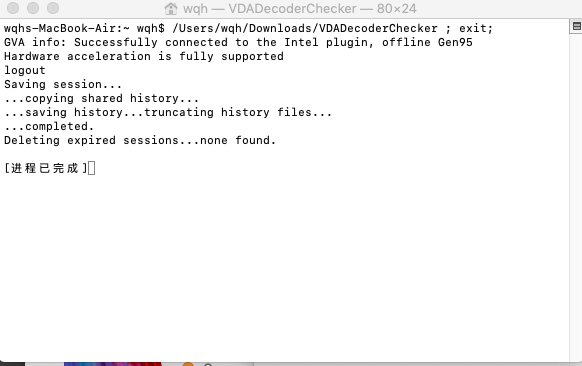 wqh — VDADecoderChecker — 80×24
wqhs-MacBook-Air:~ wqh$ /Users/wqh/Downloads/VDADecoderChecker ; exit;
GVA info: Successfully connected to the Intel plugin, offline Gen95
Hardware acceleration is fully supported
logout
Saving session...
...copying shared history...
...saving history...truncating history files...
...completed.
Deleting expired sessions...none found.
[进程已完成]